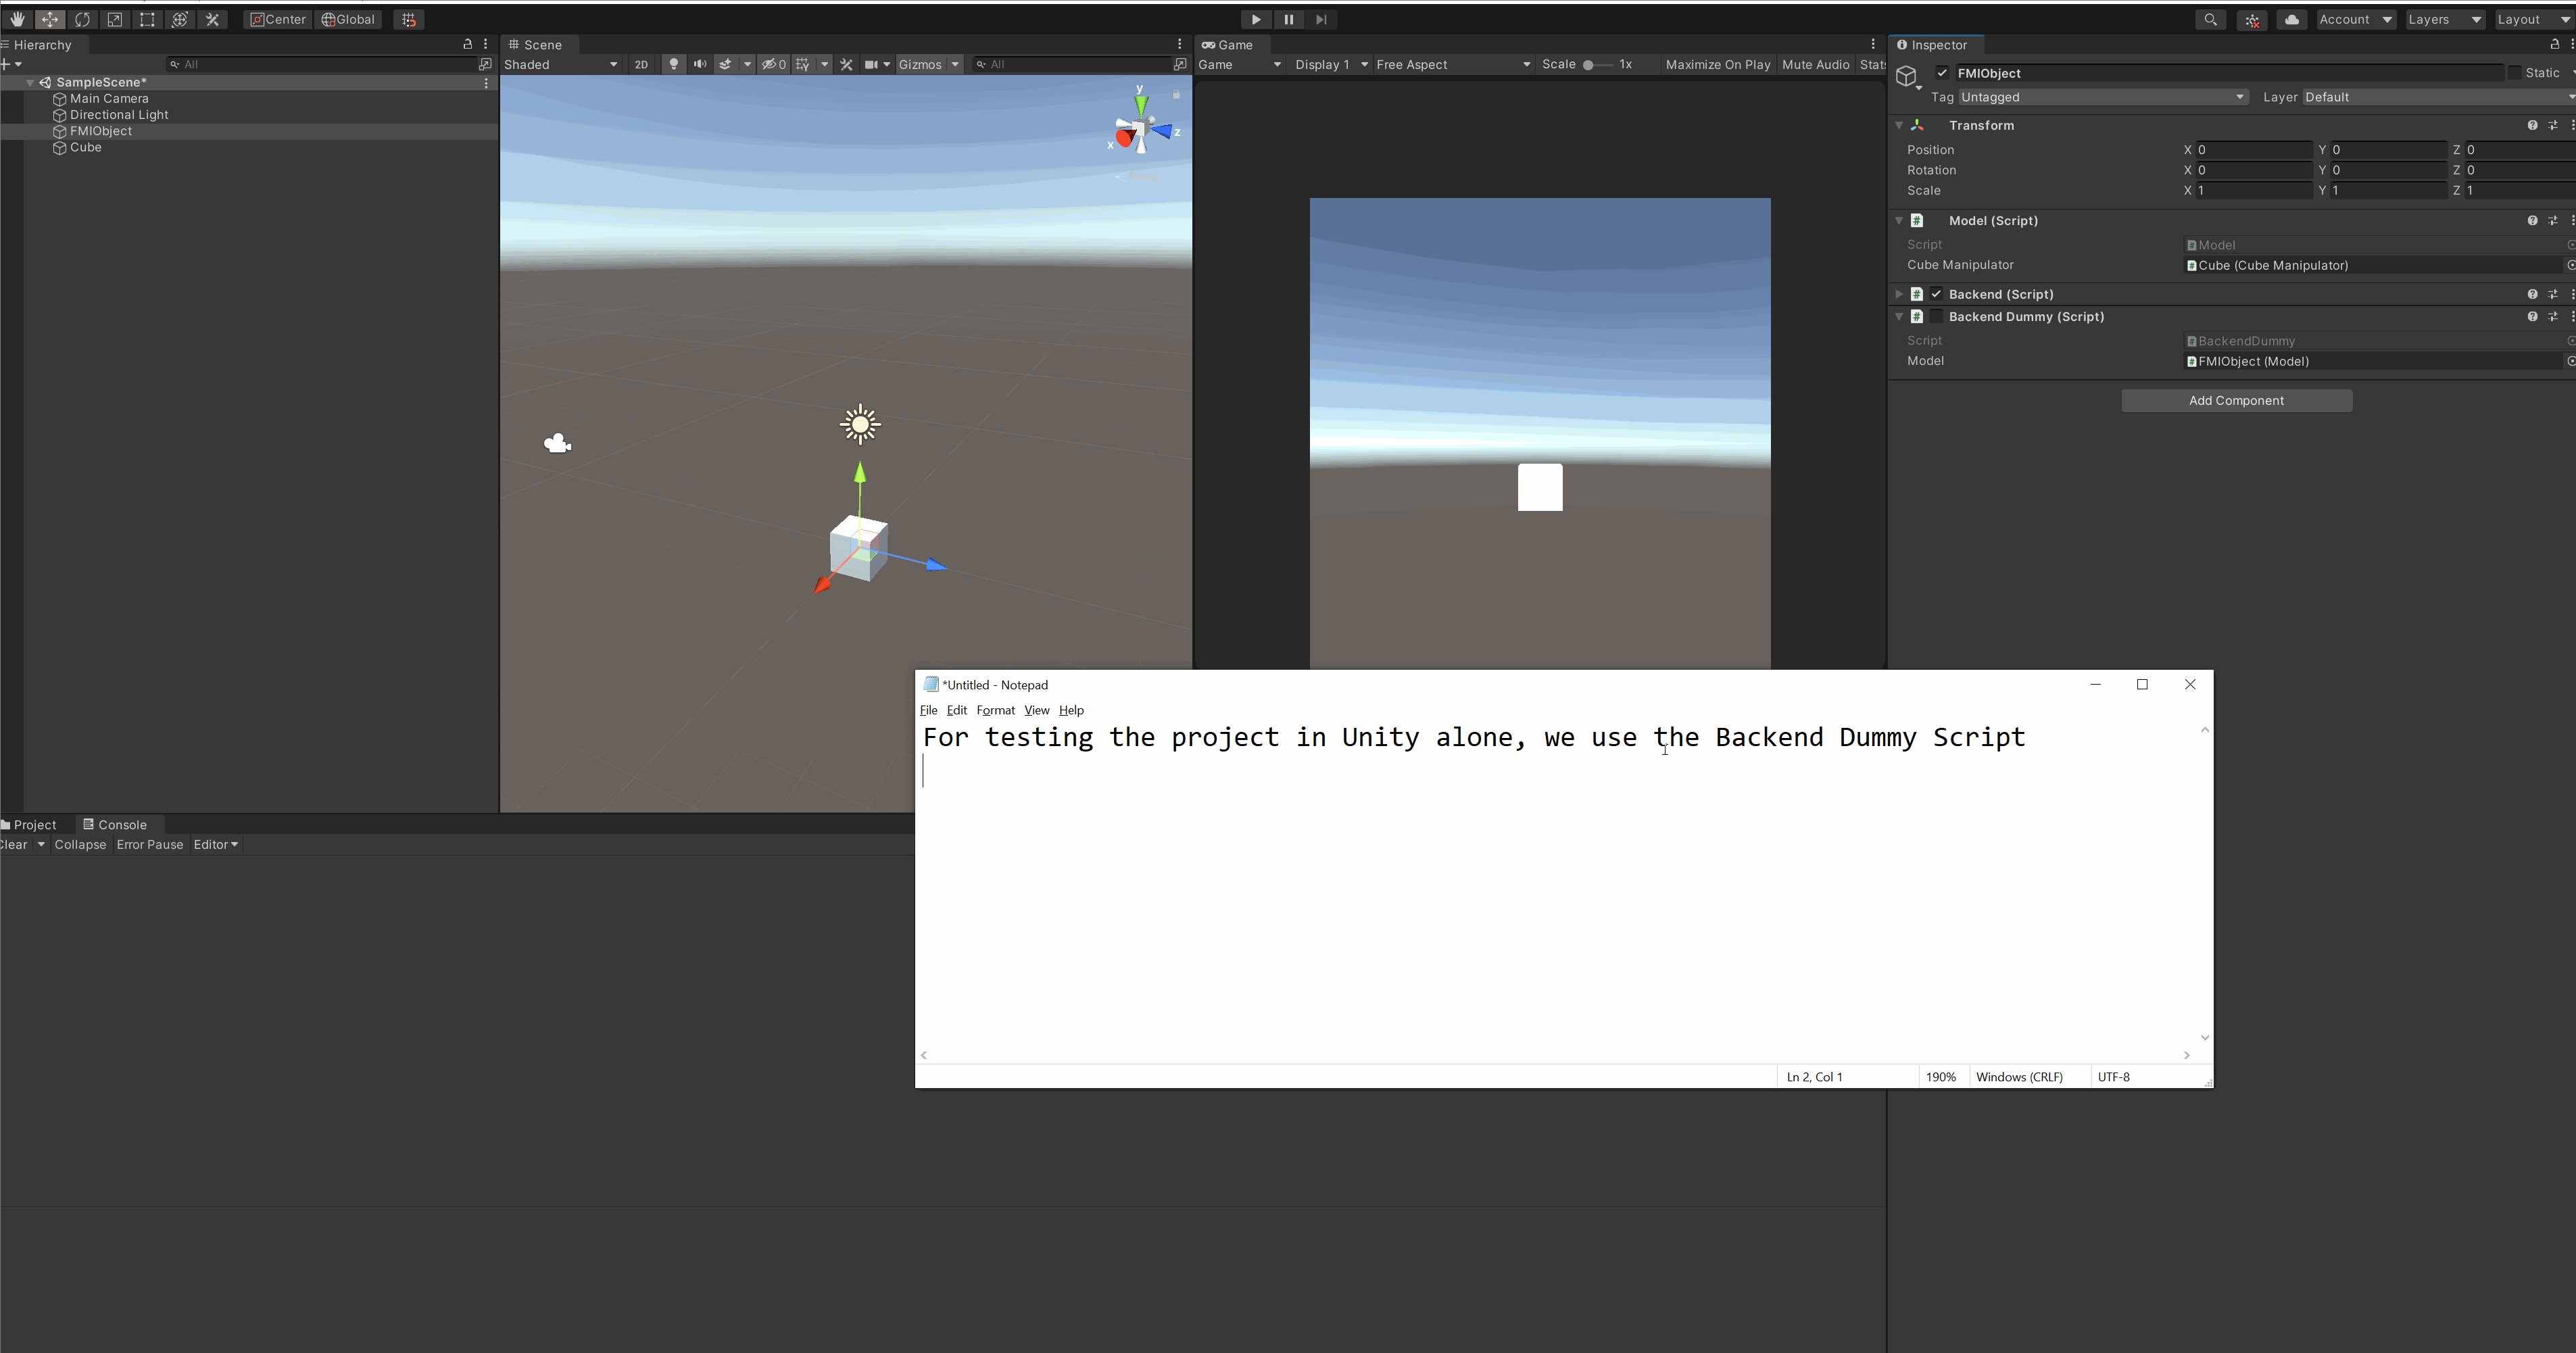 Center Global
Account Layers Layout
Hierarchy
All
SampleScene*
Main Camera
Directional Light
FMIObject
Cube
Scene
Shaded 2D 0 Gizmos All
y
x z
Game
Game Display 1 Free Aspect Scale 1x Maximize On Play Mute Audio Stats
Inspector
FMIObject Static
Tag Untagged Layer Default
Transform
Position X 0 Y 0 Z 0
Rotation X 0 Y 0 Z 0
Scale X 1 Y 1 Z 1
# Model (Script)
Script Model
Cube Manipulator Cube (Cube Manipulator)
# Backend (Script)
# Backend Dummy (Script)
Script BackendDummy
Model FMIObject (Model)
Add Component
*Untitled - Notepad
File Edit Format View Help
For testing the project in Unity alone, we use the Backend Dummy Script
Ln 2, Col 1 190% Windows (CRLF) UTF-8
Project Console
Clear Collapse Error Pause Editor